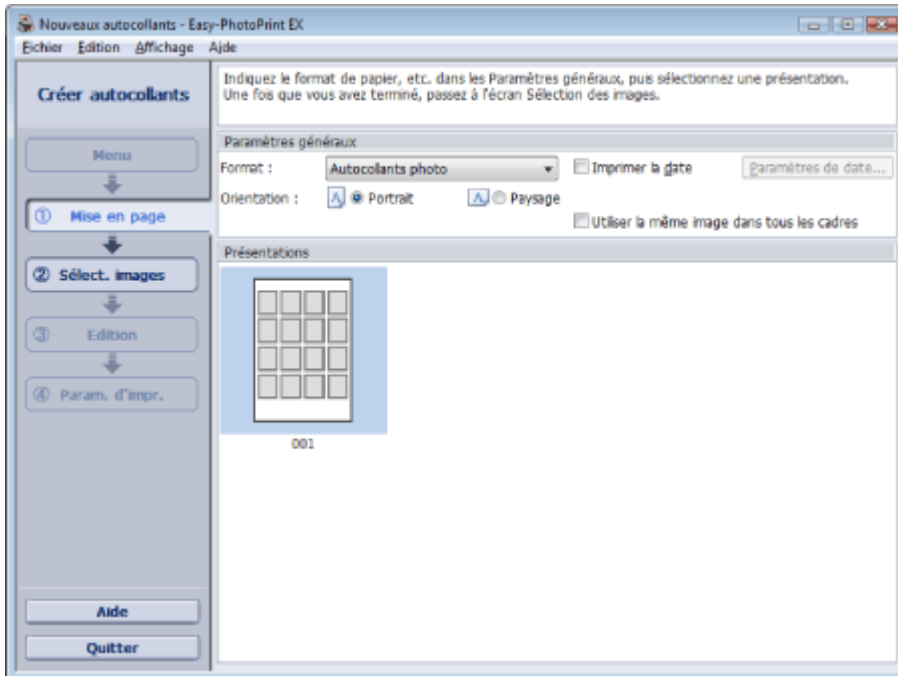 Nouveaux autocollants - Easy-PhotoPrint EX
Fichier Edition Affichage Aide
Créer autocollants
Indiquez le format de papier, etc. dans les Paramètres généraux, puis sélectionnez une présentation.
Une fois que vous avez terminé, passez à l'écran Sélection des images.
Menu
① Mise en page
② Sélect. images
③ Edition
④ Param. d'impr.
Aide
Quitter
Paramètres généraux
Format : Autocollants photo Imprimer la date Paramètres de date...
Orientation : A Portrait A Paysage
Utiliser la même image dans tous les cadres
Présentations
001